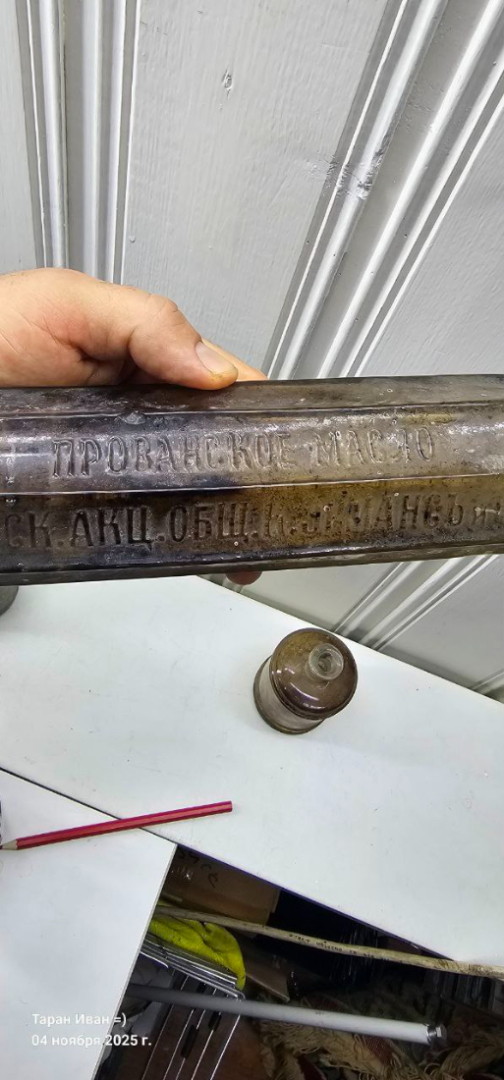 ПРОВАНСКОЕ МАСЛО
СК. АКЦ. ОБЩ.
Таран Иван =)
04 ноября 2025 г.